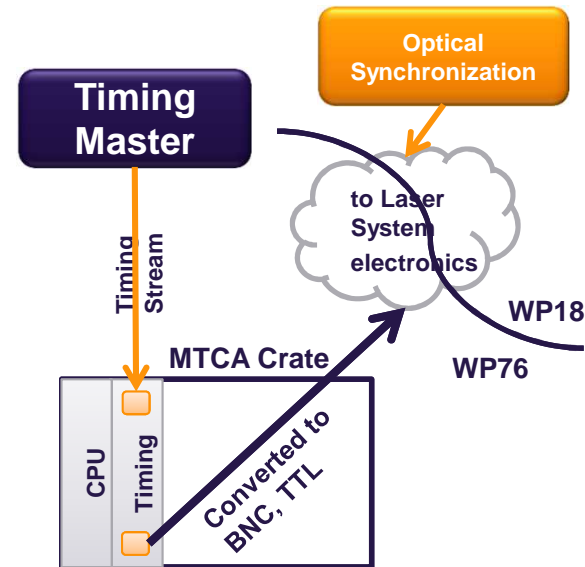 Optical
Synchronization
Timing
Master
to Laser
System
electronics
Timing
Stream
WP18
WP76
MTCA Crate
CPU
Timing
Converted to
BNC, TTL